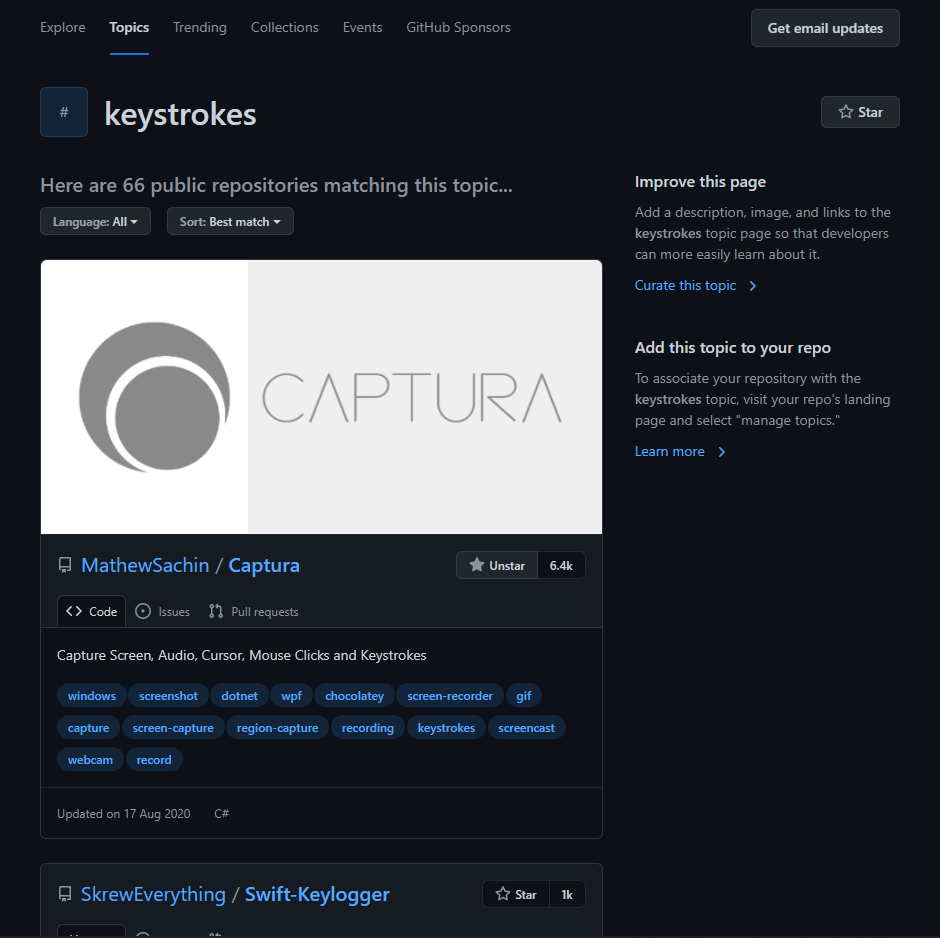 Explore Topics Trending Collections Events GitHub Sponsors Get email updates
# keystrokes Star
Here are 66 public repositories matching this topic...
Language: All Sort: Best match
CAPTURA
MathewSachin / Captura Unstar 6.4k
Code Issues Pull requests
Capture Screen, Audio, Cursor, Mouse Clicks and Keystrokes
windows screenshot dotnet wpf chocolatey screen-recorder gif
capture screen-capture region-capture recording keystrokes screencast
webcam record
Updated on 17 Aug 2020 C#
SkrewEverything / Swift-Keylogger Star 1k
Improve this page
Add a description, image, and links to the
keystrokes topic page so that developers
can more easily learn about it.
Curate this topic
Add this topic to your repo
To associate your repository with the
keystrokes topic, visit your repo's landing
page and select "manage topics."
Learn more